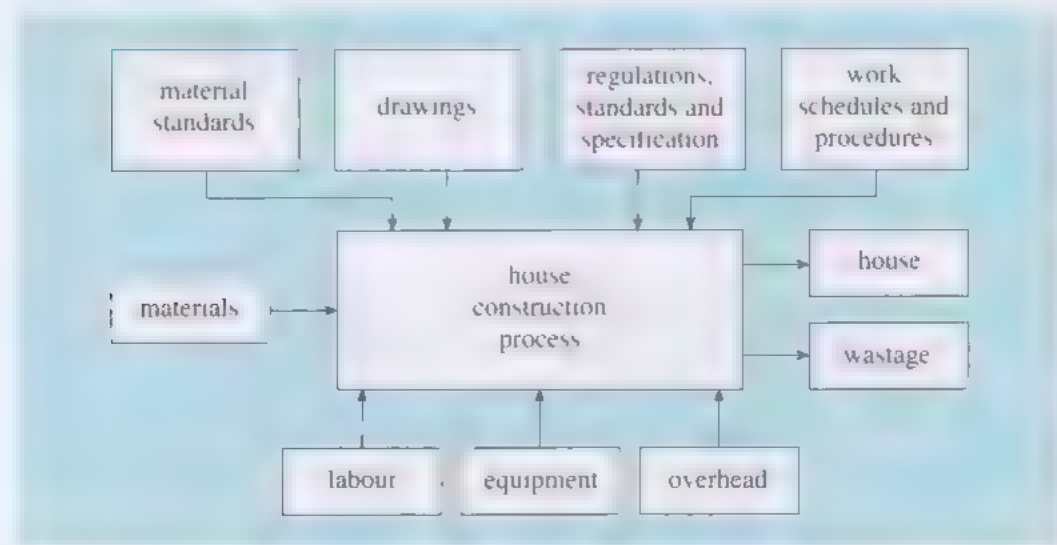 material
standards
drawings
regulations,
standards and
specification
work
schedules and
procedures
house
construction
process
materials
house
wastage
labour
equipment
overhead